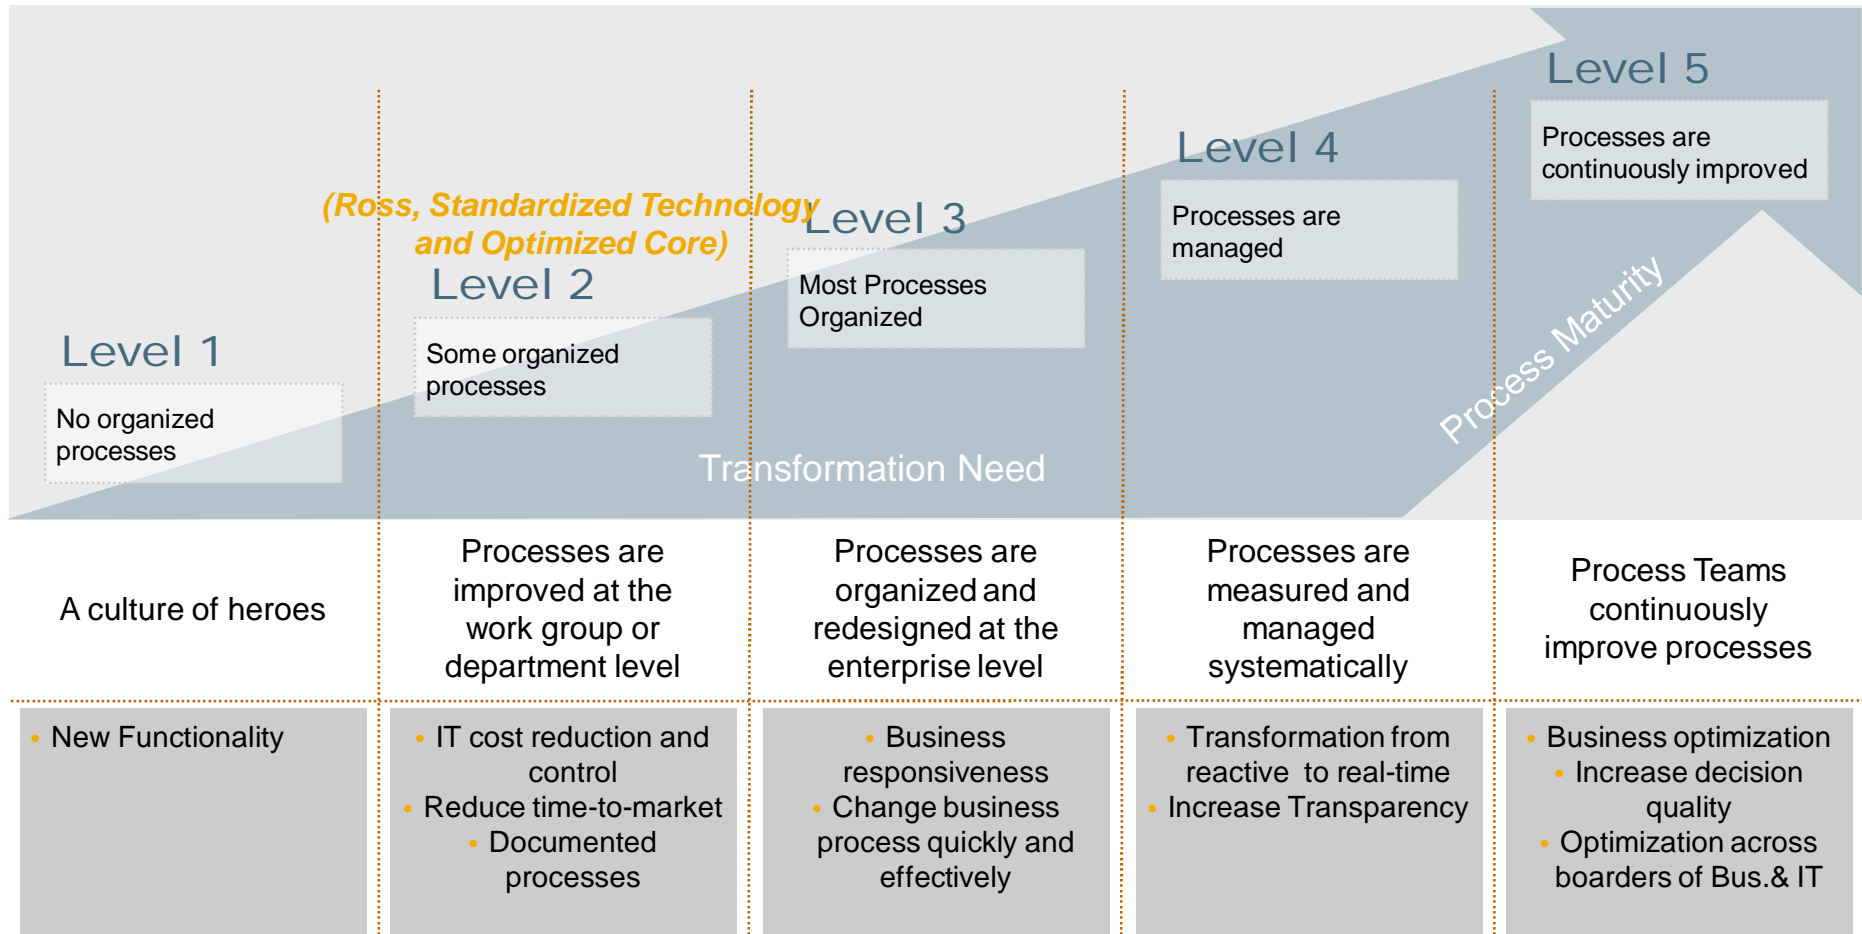 Level 1
No organized
processes
(Ross, Standardized Technology
and Optimized Core)
Level 2
Some organized
processes
Level 3
Most Processes
Organized
Level 4
Processes are
managed
Level 5
Processes are
continuously improved
Transformation Need
Process Maturity
A culture of heroes
Processes are
improved at the
work group or
department level
Processes are
organized and
redesigned at the
enterprise level
Processes are
measured and
managed
systematically
Process Teams
continuously
improve processes
• New Functionality
• IT cost reduction and
control
• Reduce time-to-market
• Documented
processes
• Business
responsiveness
• Change business
process quickly and
effectively
• Transformation from
reactive to real-time
• Increase Transparency
• Business optimization
• Increase decision
quality
• Optimization across
boarders of Bus.& IT